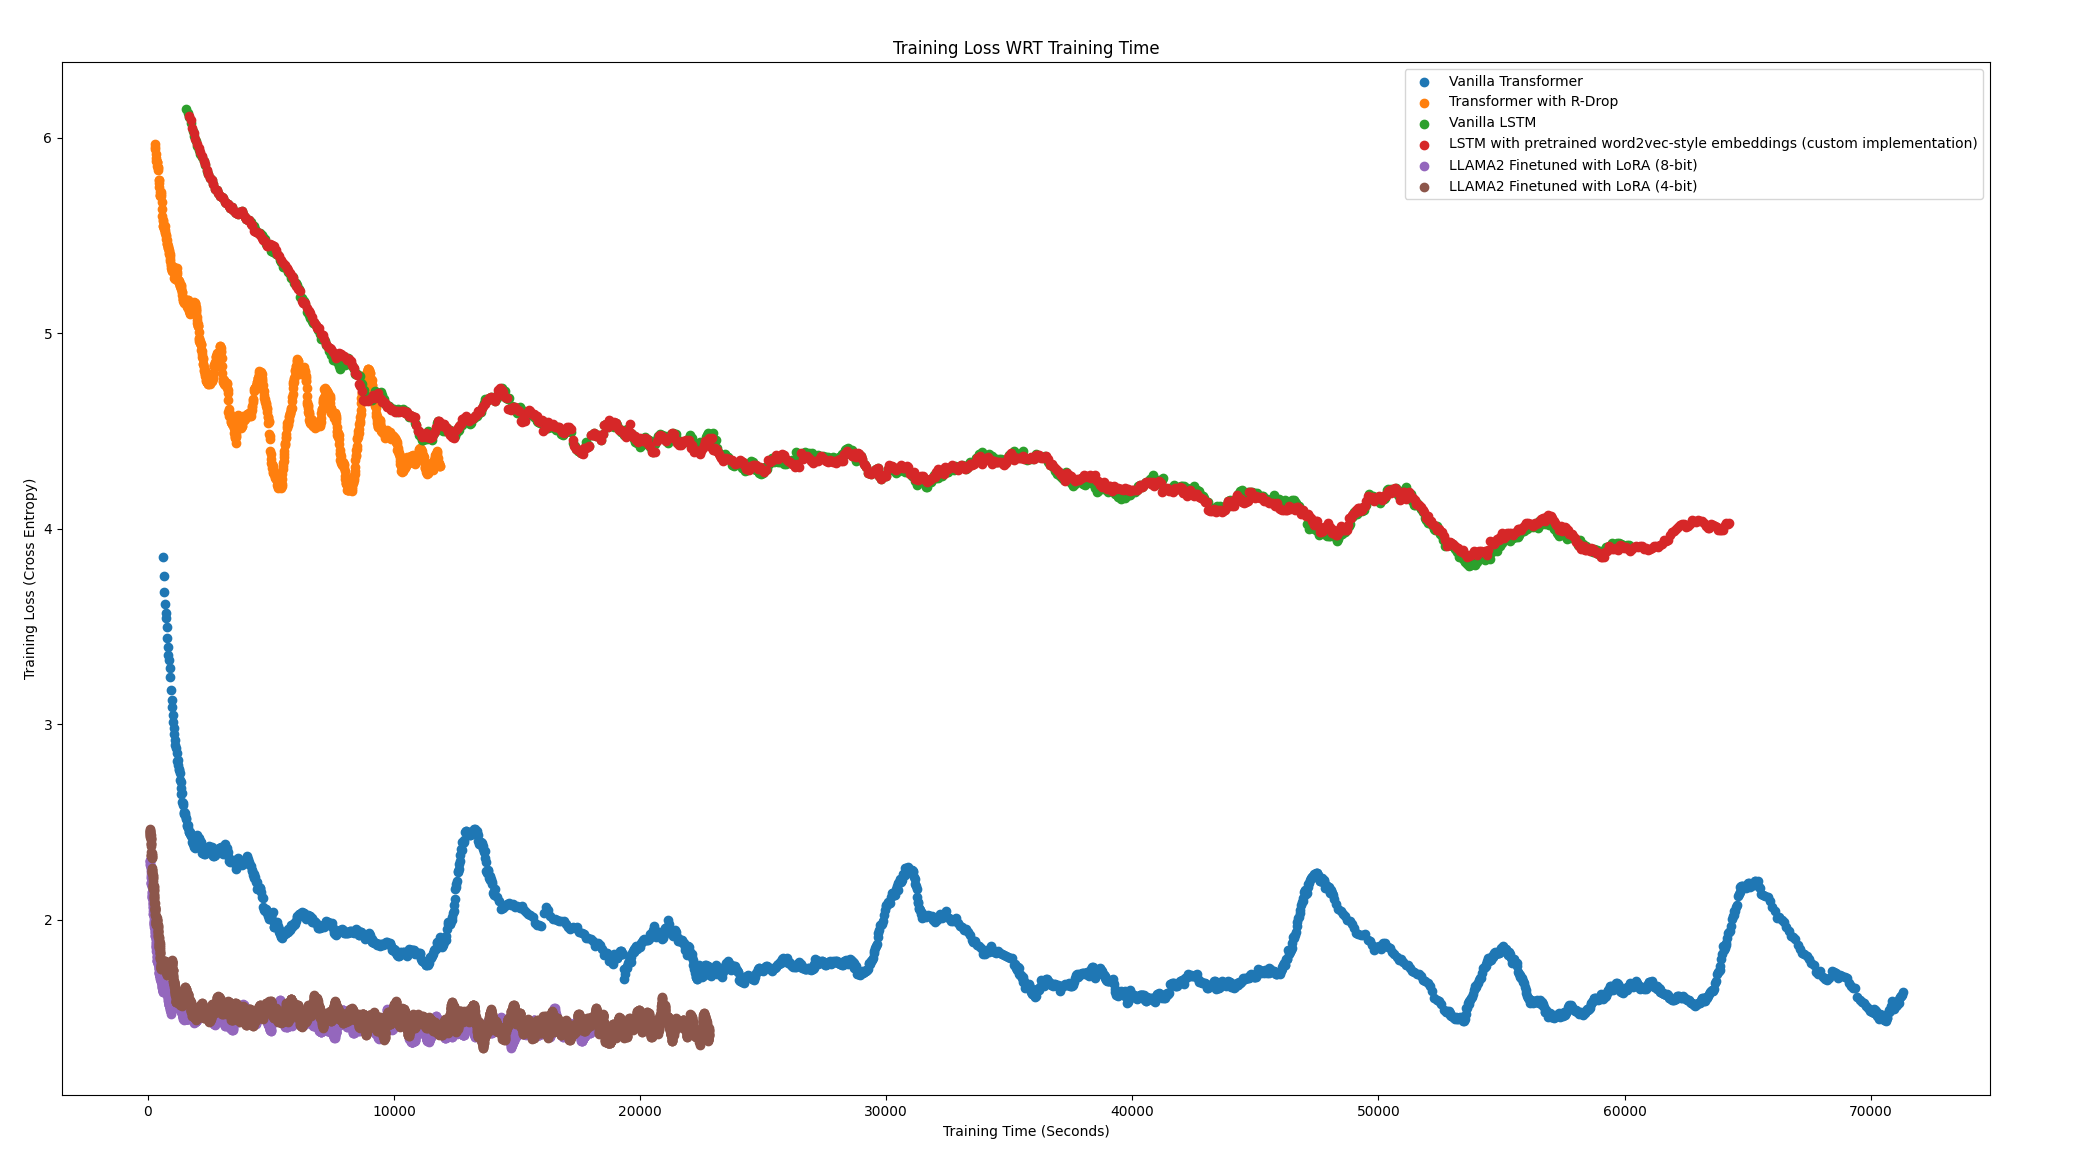 Training Loss WRT Training Time
Vanilla Transformer
Transformer with R-Drop
Vanilla LSTM
LSTM with pretrained word2vec-style embeddings (custom implementation)
LLAMA2 Finetuned with LoRA (8-bit)
LLAMA2 Finetuned with LoRA (4-bit)
Training Loss (Cross Entropy)
6
5
4
3
2
0
10000
20000
30000
40000
50000
60000
70000
Training Time (Seconds)